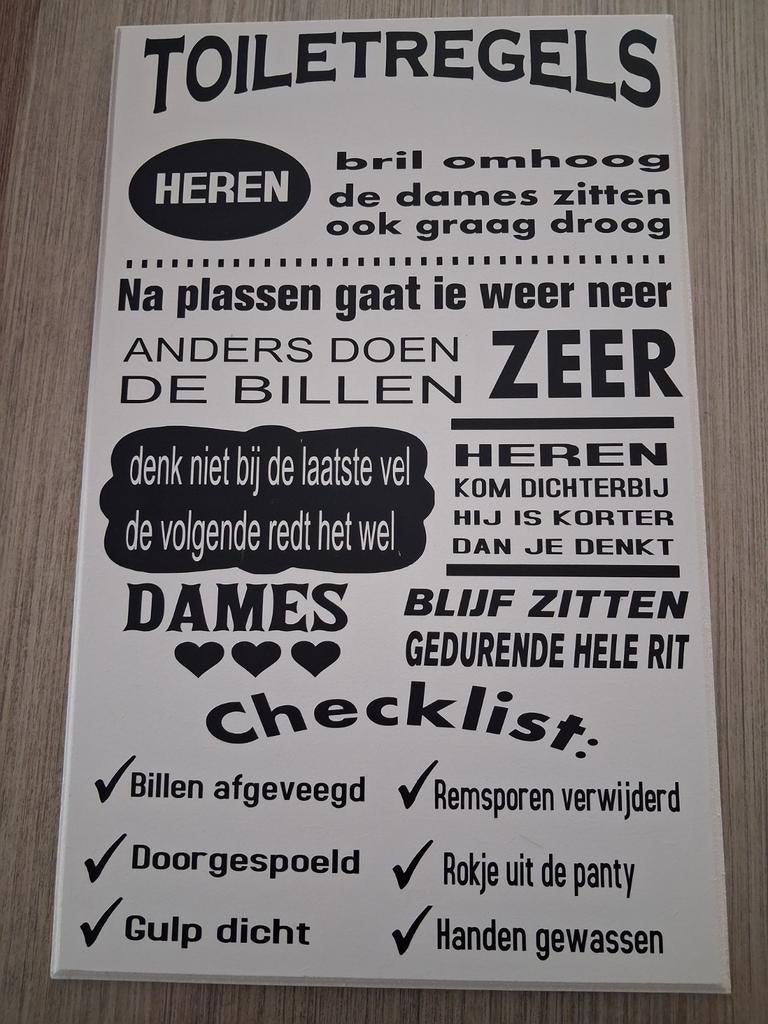 TOILETREGELS
HEREN
bril omhoog
de dames zitten
ook graag droog
Na plassen gaat ie weer neer
ANDERS DOEN
DE BILLEN
ZEER
denk niet bij de laatste vel
de volgende redt het wel
HEREN
KOM DICHTERBIJ
HIJ IS KORTER
DAN JE DENKT
DAMES
BLIJF ZITTEN
GEDURENDE HELE RIT
Checklist:
Billen afgeveegd
Remsporen verwijderd
Doorgespoeld
Rokje uit de panty
Gulp dicht
Handen gewassen